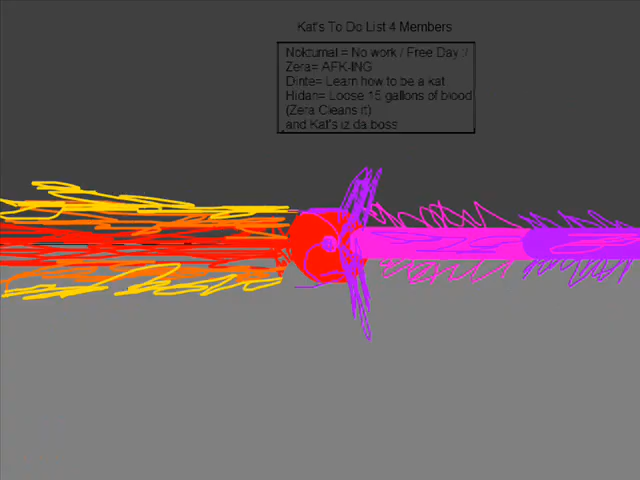 Kat's To Do List 4 Members
Nokturnal = No work / Free Day :/
Zera= AFK-ING
Dinte= Learn how to be a kat
Hidan= Loose 15 gallons of blood
(Zera Cleans it)
and Kat's iz da boss